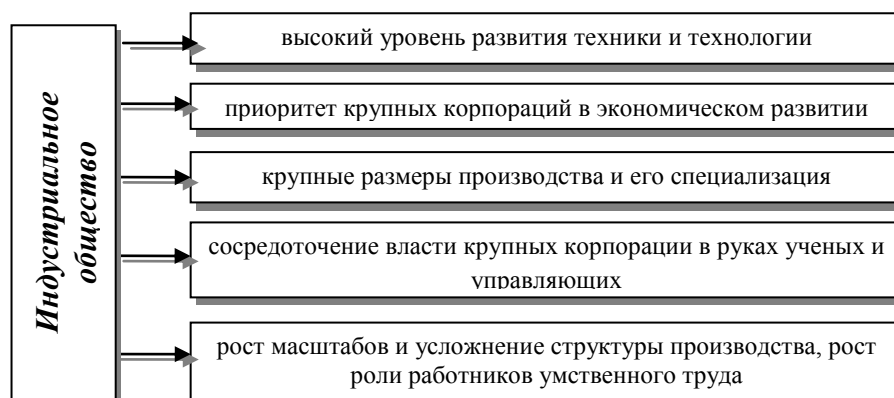 Индустриальное
общество
высокий уровень развития техники и технологии
приоритет крупных корпораций в экономическом развитии
крупные размеры производства и его специализация
сосредоточение власти крупных корпорации в руках ученых и
управляющих
рост масштабов и усложнение структуры производства, рост
роли работников умственного труда